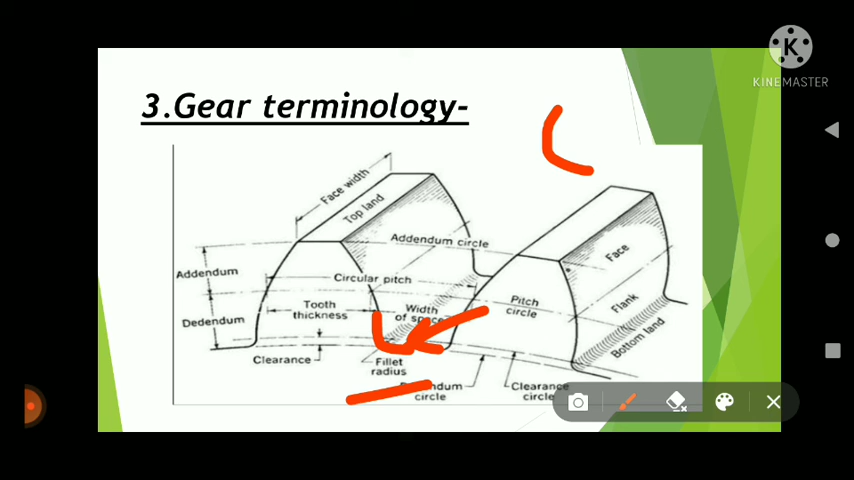 K
KINEMASTER
3.Gear terminology-
Face width
Top land
Addendum circle
Face
Addendum
Circular pitch
Tooth
thickness
Width
of space
Pitch
circle
Flank
Dedendum
Bottom land
Clearance
Fillet
radius
circle
Clearance
circle